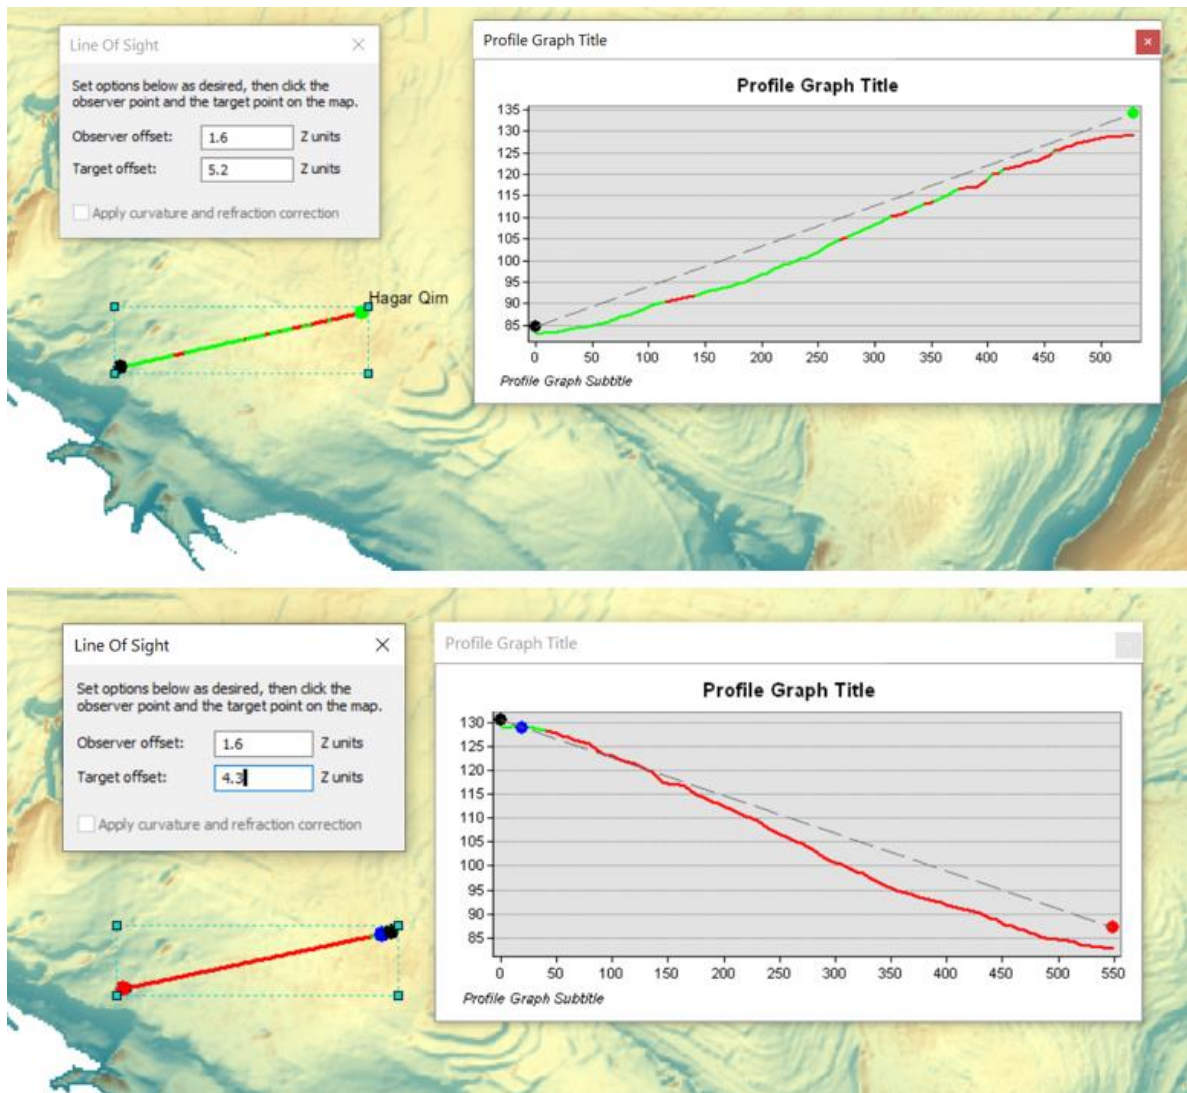 Line Of Sight
Set options below as desired, then click the
observer point and the target point on the map.
Observer offset: 1.6 Z units
Target offset: 5.2 Z units
Apply curvature and refraction correction
Hagar Qim
Profile Graph Title
Profile Graph Title
135
130
125
120
115
110
105
100
95
90
85
0 50 100 150 200 250 300 350 400 450 500
Profile Graph Subtitle
Line Of Sight
Set options below as desired, then click the
observer point and the target point on the map.
Observer offset: 1.6 Z units
Target offset: 4.3 Z units
Apply curvature and refraction correction
Profile Graph Title
Profile Graph Title
130
125
120
115
110
105
100
95
90
85
0 50 100 150 200 250 300 350 400 450 500 550
Profile Graph Subtitle